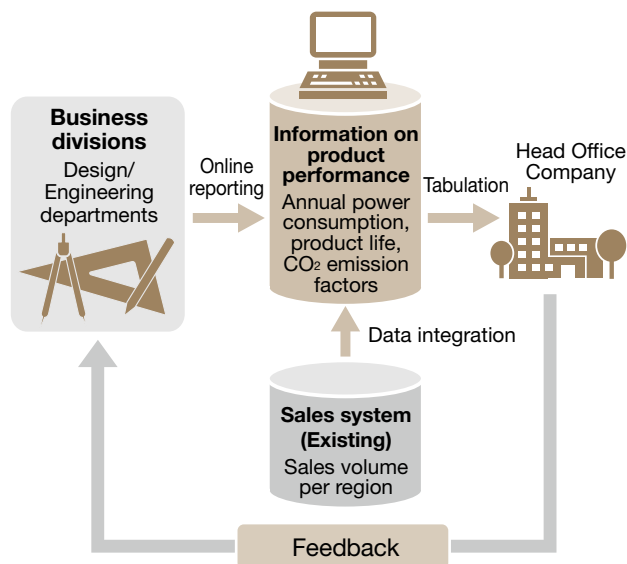 Business
divisions
Design/
Engineering
departments
Online
reporting
Information on
product
performance
Annual power
consumption,
product life,
CO₂ emission
factors
Tabulation
Head Office
Company
Data integration
Sales system
(Existing)
Sales volume
per region
Feedback